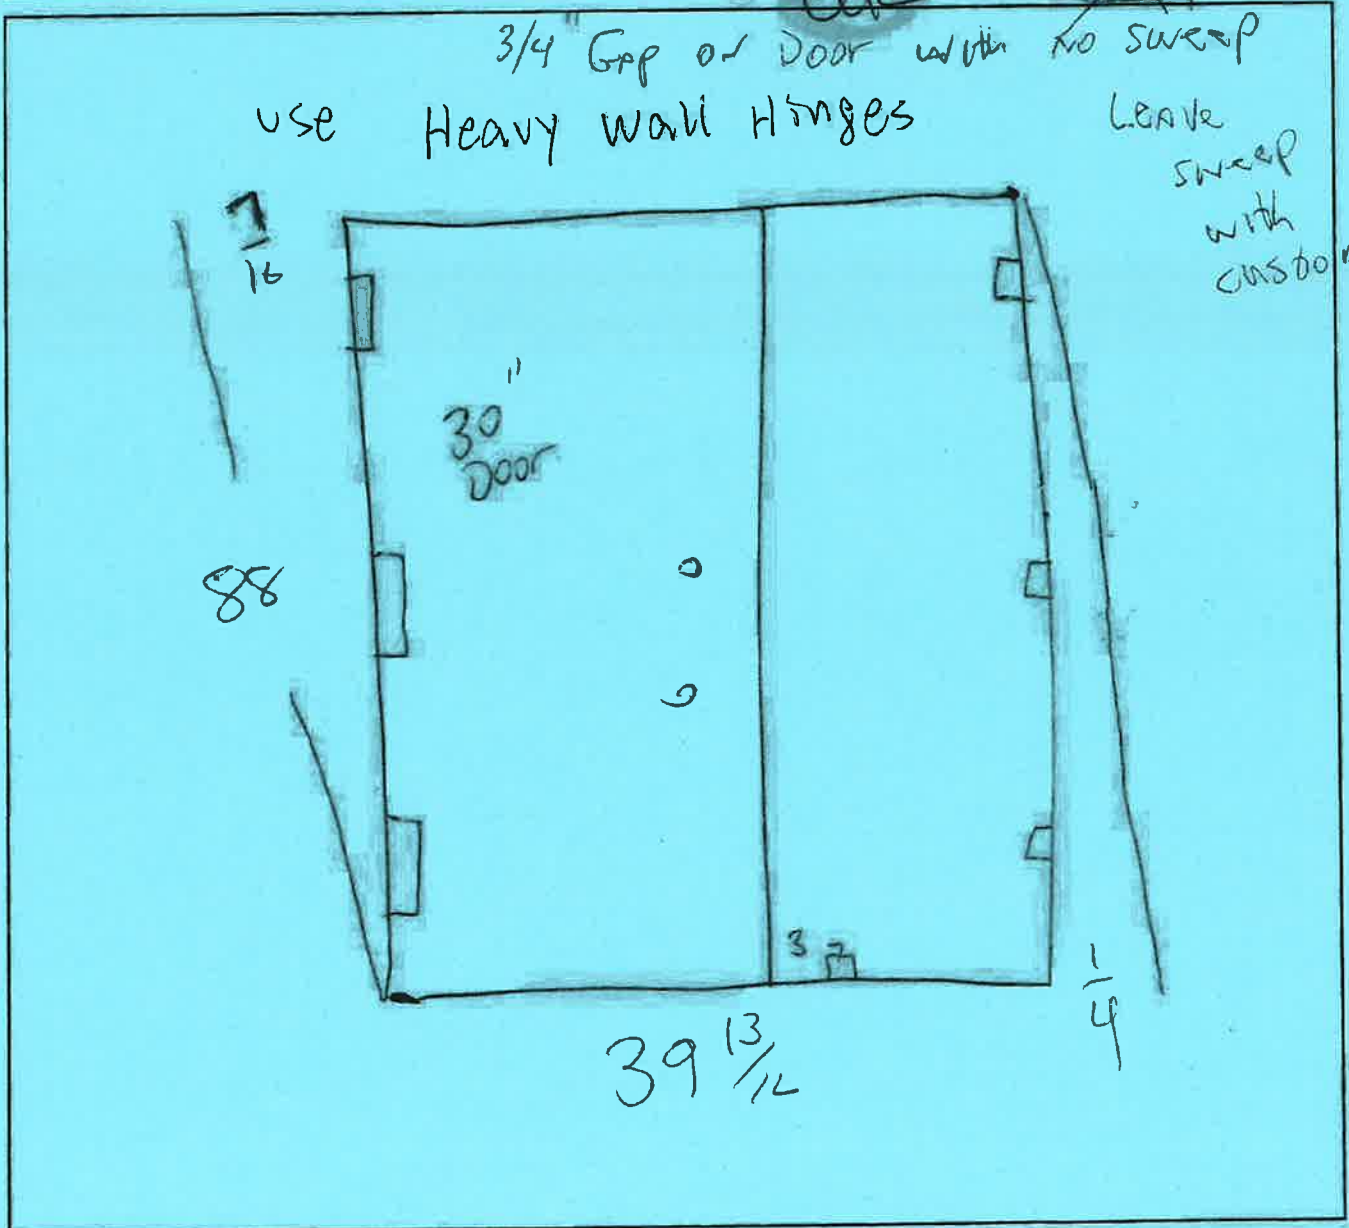 3/4" Gap on Door with no sweep
use Heavy Wall Hinges
Leave
sweep
with
7
16
30"
Door
88
3
1
4
39 13/16